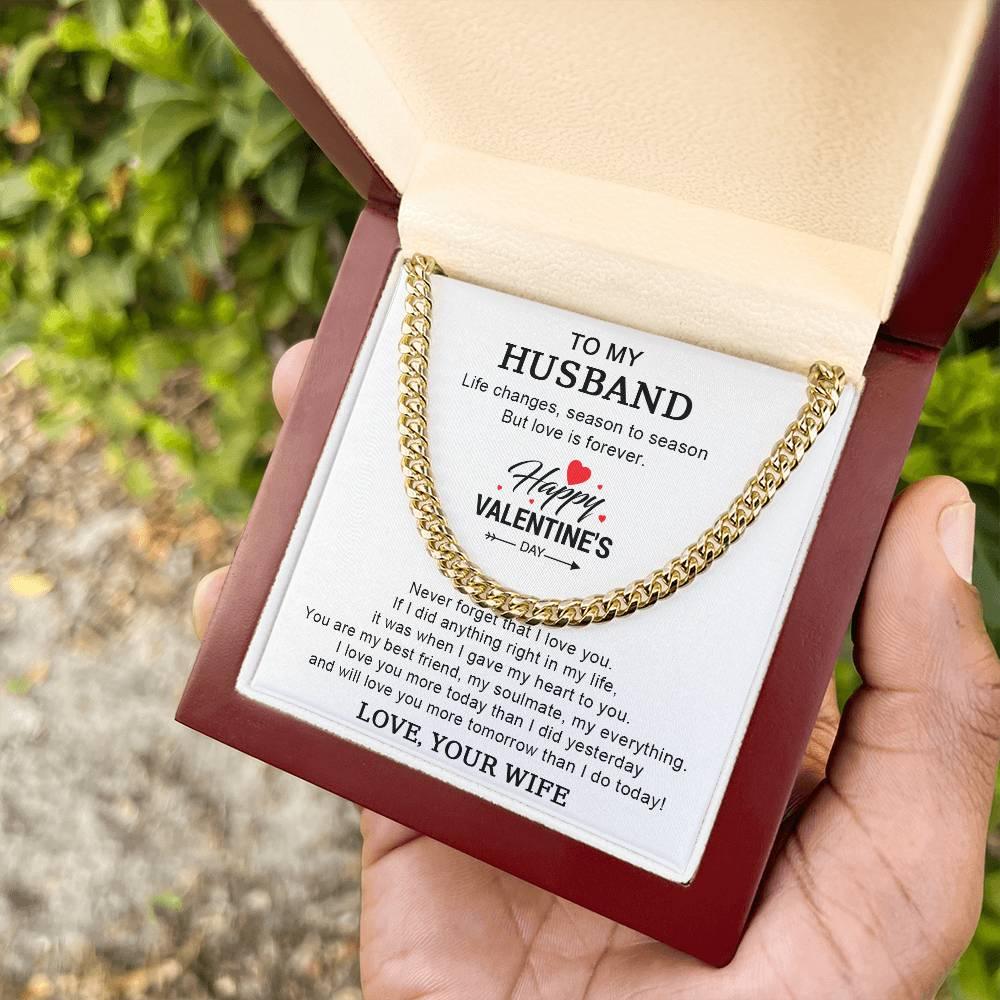 TO MY
HUSBAND
Life changes, season to season
But love is forever.
Happy
VALENTINE'S
DAY
Never forget that I love you.
If I did anything right in my life,
it was when I gave my heart to you.
You are my best friend, my soulmate, my everything.
I love you more today than I did yesterday
and will love you more tomorrow than I do today!
LOVE, YOUR WIFE